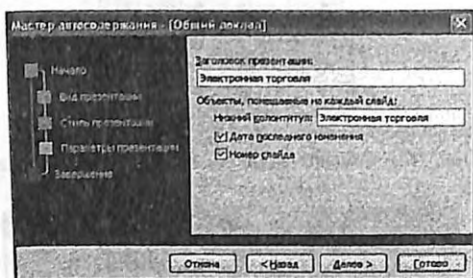 Мастер автосодержания - [Общий доклад]
Начало
Вид презентации
Стиль презентации
Параметры презентации
Завершение
Заголовок презентации:
Электронная торговля
Объекты, помещаемые на каждый слайд:
Нижний колонтитул: Электронная торговля
Дата последнего изменения
Номер слайда
Отмена
< Назад
Далее >
Готово